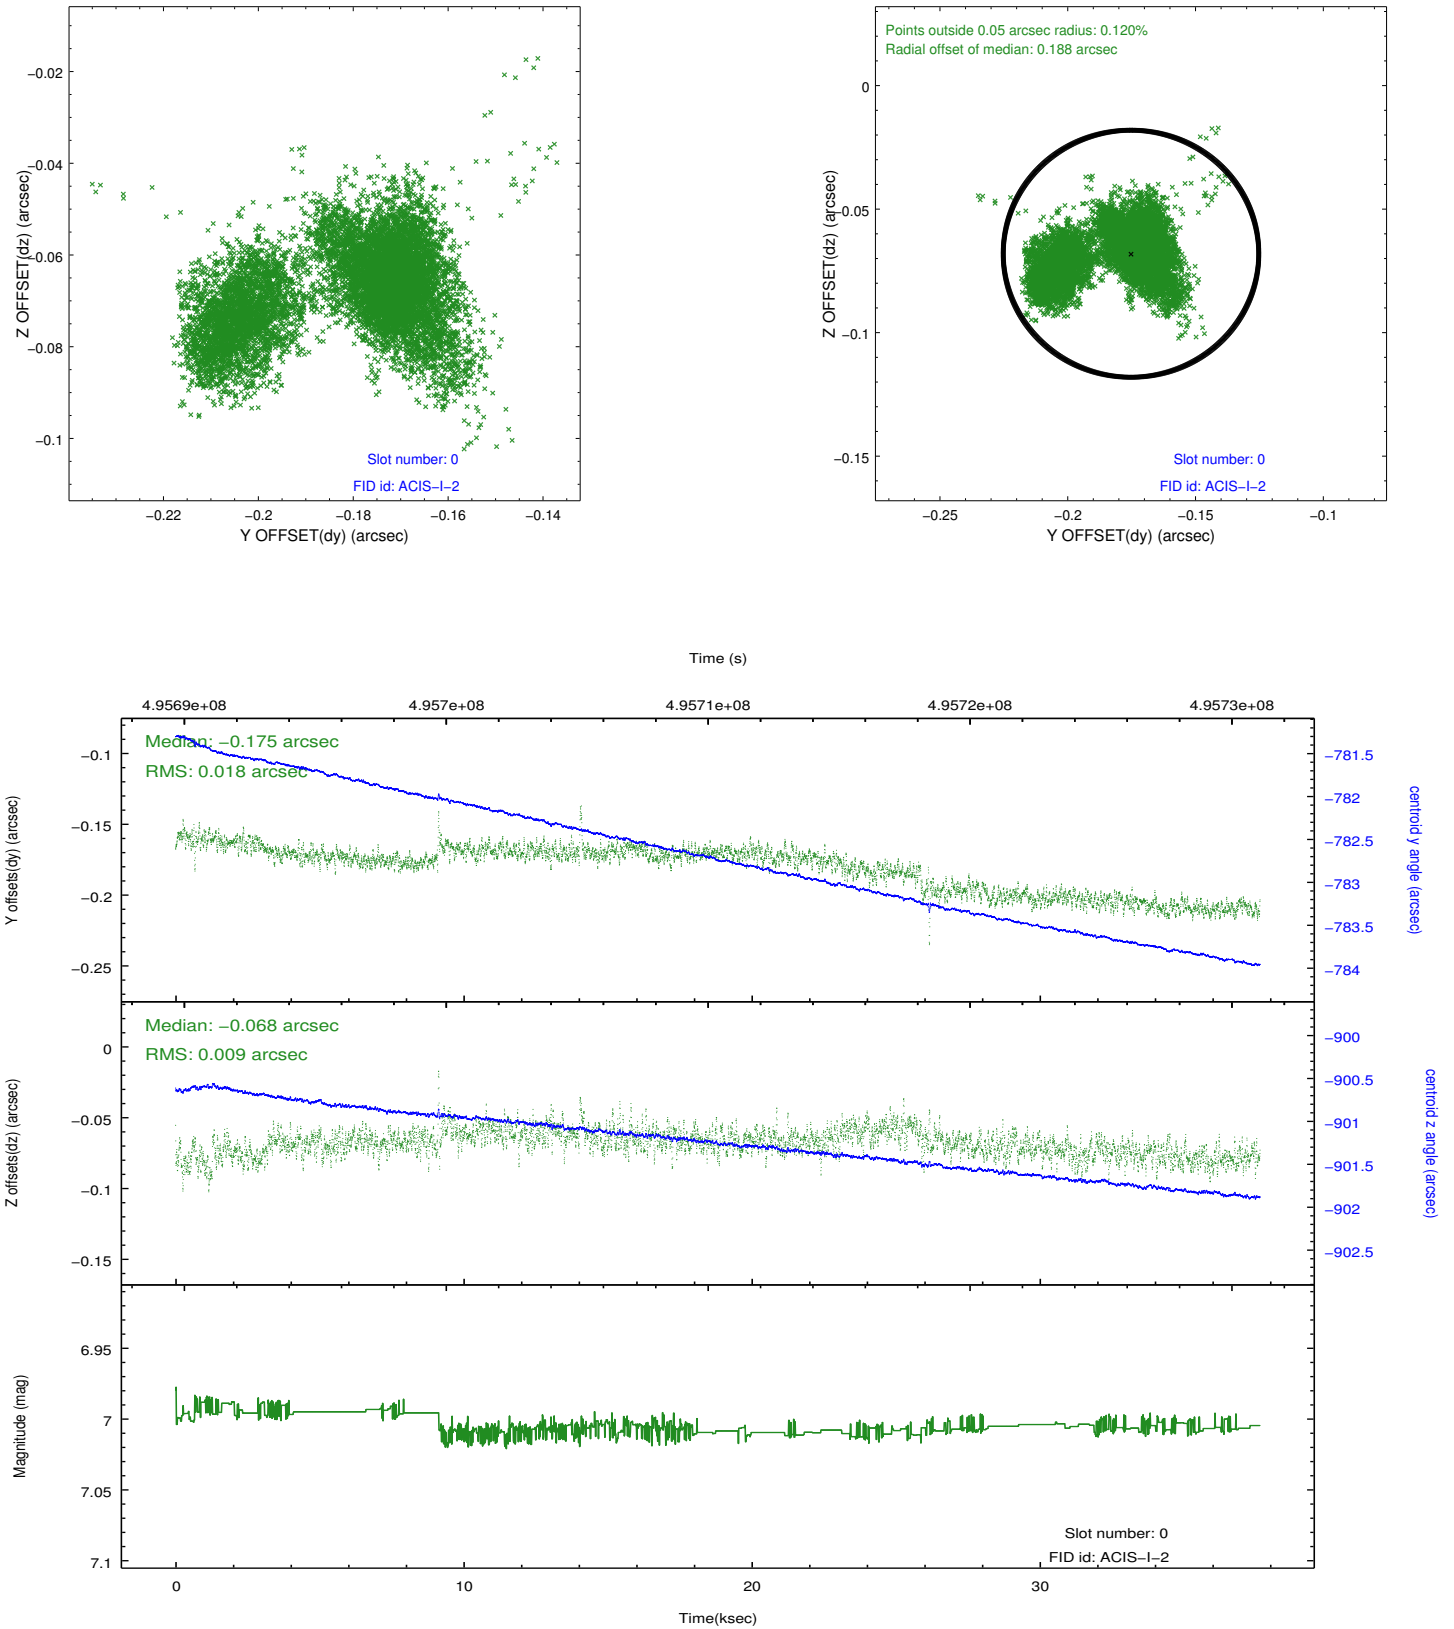 −0.02
−0.04
−0.06
−0.08
−0.1
Z OFFSET(dz) (arcsec)
Slot number: 0
FID id: ACIS−I−2
−0.22
−0.2
−0.18
−0.16
−0.14
Y OFFSET(dy) (arcsec)
Points outside 0.05 arcsec radius: 0.120%
Radial offset of median: 0.188 arcsec
0
−0.05
−0.1
−0.15
Z OFFSET(dz) (arcsec)
Slot number: 0
FID id: ACIS−I−2
−0.25
−0.2
−0.15
−0.1
Y OFFSET(dy) (arcsec)
Time (s)
4.9569e+08
4.957e+08
4.9571e+08
4.9572e+08
4.9573e+08
Median: −0.175 arcsec
RMS: 0.018 arcsec
−0.1
−0.15
−0.2
−0.25
Y offsets(dy) (arcsec)
−781.5
−782
−782.5
−783
−783.5
−784
centroid y angle (arcsec)
Median: −0.068 arcsec
RMS: 0.009 arcsec
0
−0.05
−0.1
−0.15
Z offsets(dz) (arcsec)
−900
−900.5
−901
−901.5
−902
−902.5
centroid z angle (arcsec)
6.95
7
7.05
7.1
Magnitude (mag)
Slot number: 0
FID id: ACIS−I−2
0
10
20
30
Time(ksec)